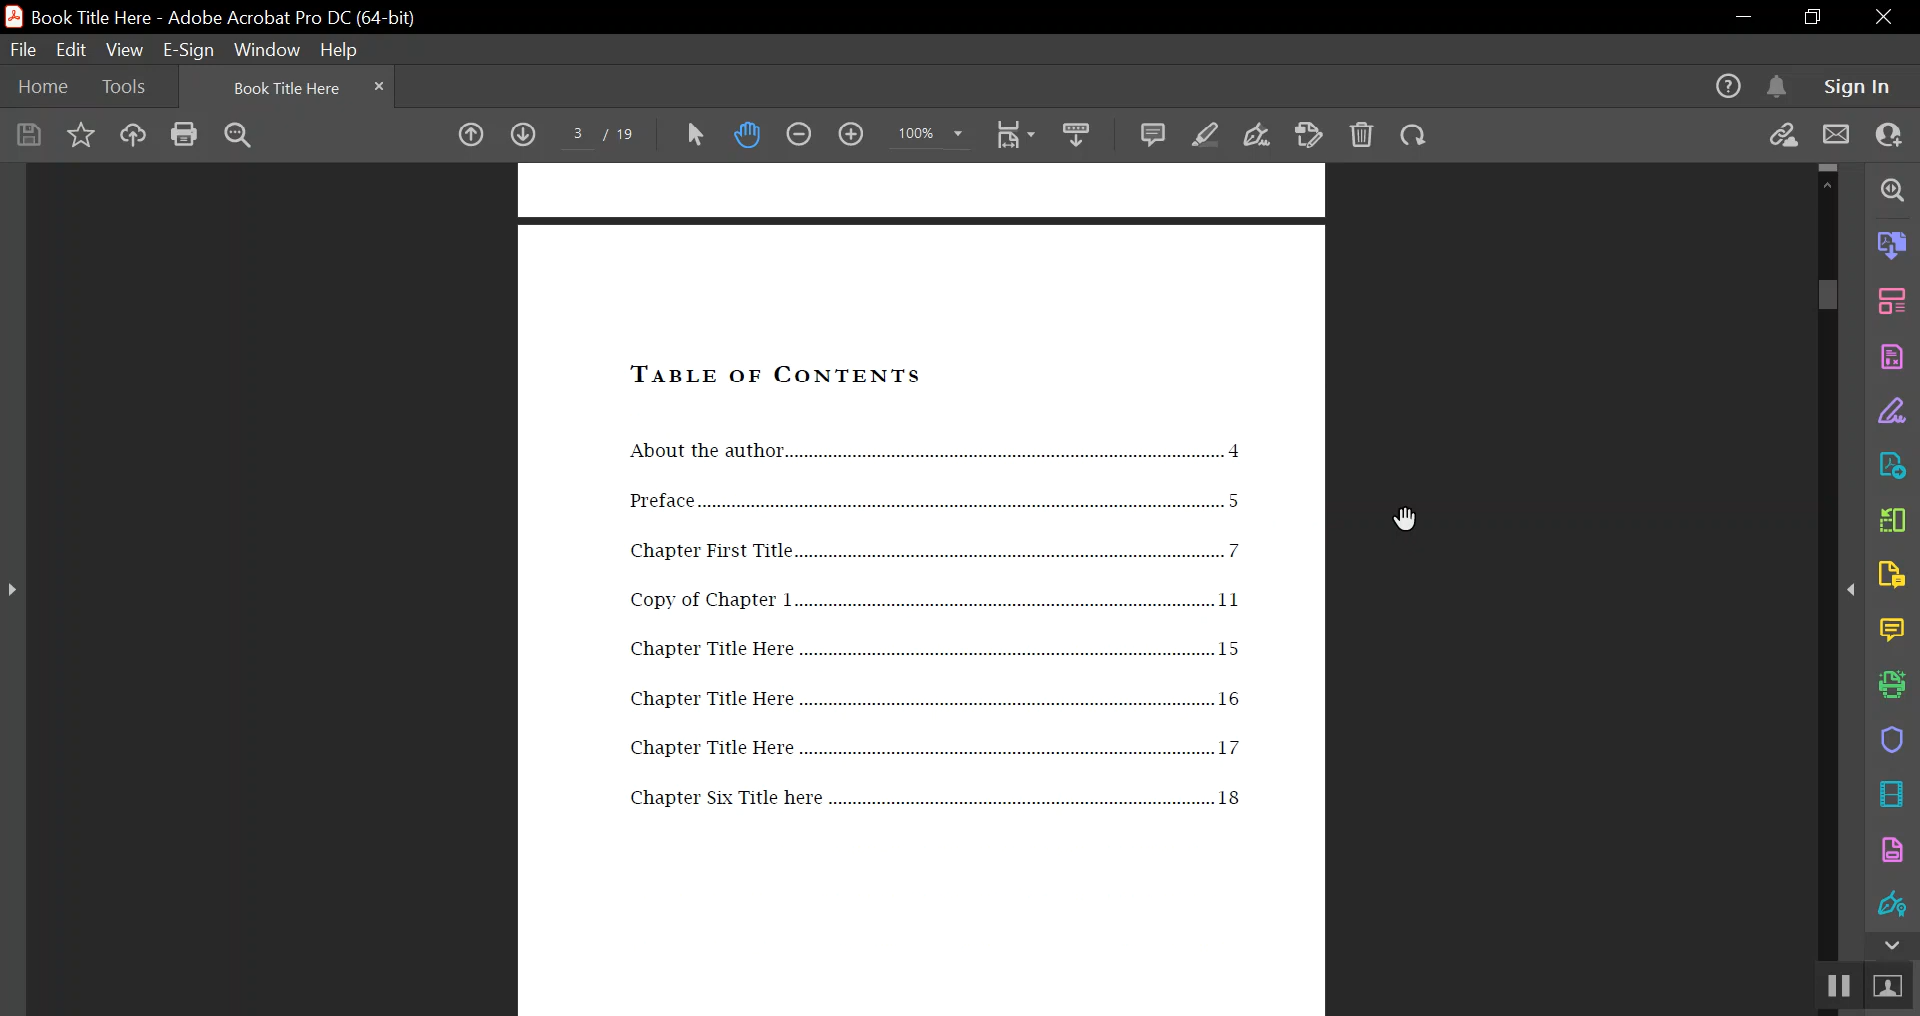 Book Title Here - Adobe Acrobat Pro DC (64-bit)
File Edit View E-Sign Window Help
Home Tools Book Title Here Sign In
3 / 19 100%
TABLE OF CONTENTS
About the author........................................................................................ 4
Preface.......................................................................................................... 5
Chapter First Title...................................................................................... 7
Copy of Chapter 1.................................................................................... 11
Chapter Title Here ................................................................................... 15
Chapter Title Here ................................................................................... 16
Chapter Title Here ................................................................................... 17
Chapter Six Title here ............................................................................. 18